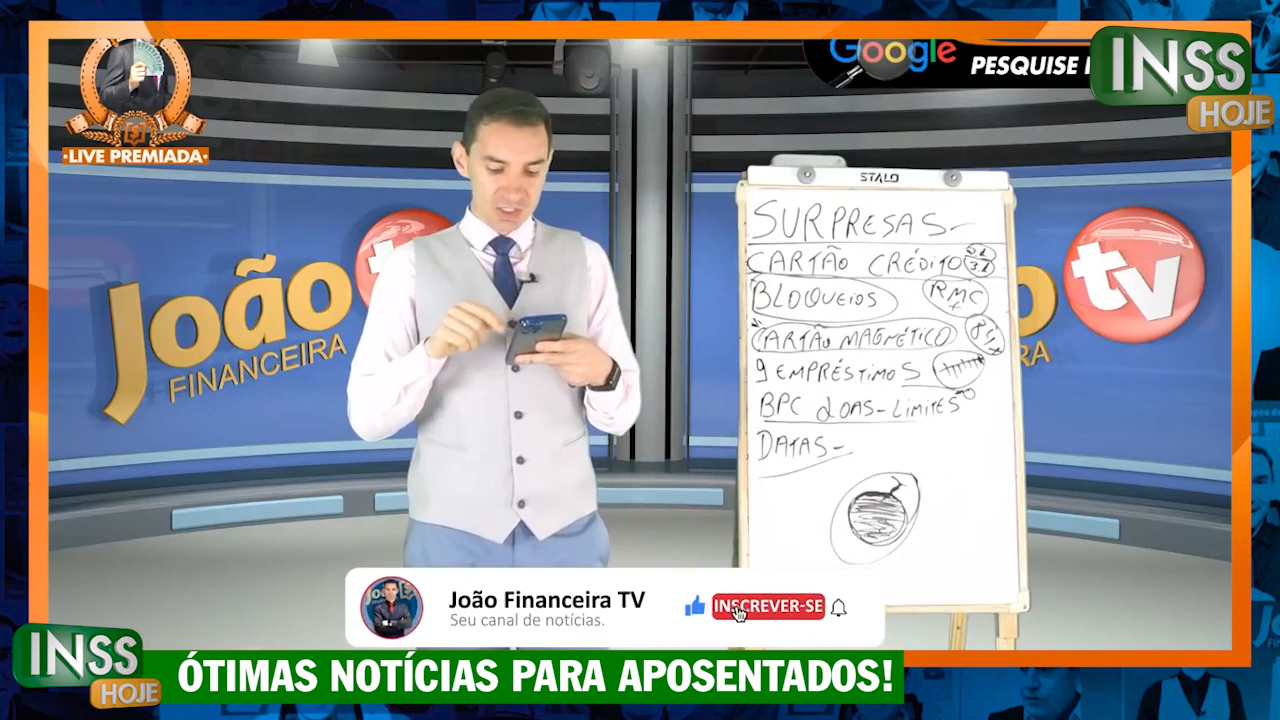 LIVE PREMIADA
Google
PESQUISE
INSS
HOJE
João
FINANCEIRA
tv
STALO
SURPRESAS-
CARTÃO CRÉDITO
BLOQUEIOS
RMC
CARTÃO MAGNÉTICO
9 EMPRÉSTIMOS
BPC LOAS-LIMITES
DATAS-
João Financeira TV
Seu canal de notícias.
INSCREVER-SE
INSS
HOJE
ÓTIMAS NOTÍCIAS PARA APOSENTADOS!